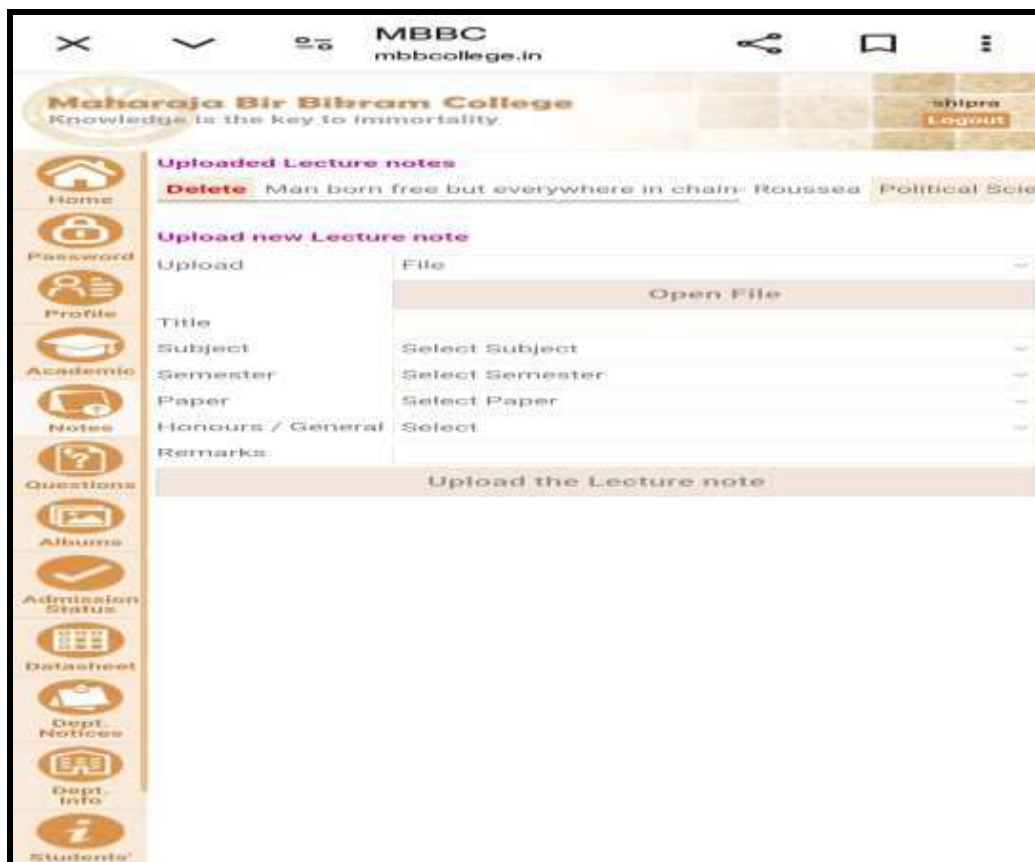 MBBC
mbbcollege.in
Maharaja Bir Bikram College
Knowledge is the key to immortality
shipra
Logout
Home
Password
Profile
Academic
Notes
Questions
Albums
Admission
Status
Datasheet
Dept.
Notices
Dept.
Info
Students'
Uploaded Lecture notes
Delete Man born free but everywhere in chain- Roussea Political Scie
Upload new Lecture note
Upload File
Open File
Title
Subject Select Subject
Semester Select Semester
Paper Select Paper
Honours / General Select
Remarks
Upload the Lecture note